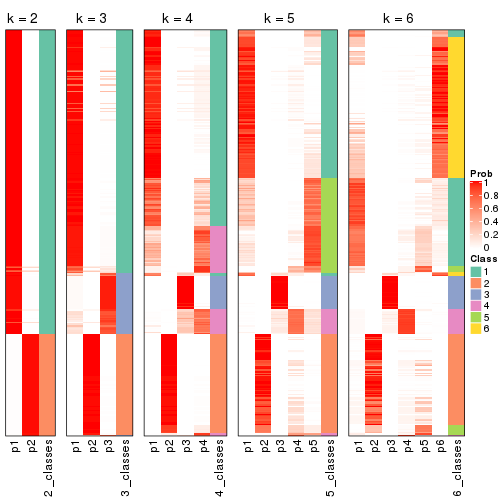 k = 2
k = 3
k = 4
k = 5
k = 6
p1
p2
2_classes
p1
p2
p3
3_classes
p1
p2
p3
p4
4_classes
p1
p2
p3
p4
p5
5_classes
p1
p2
p3
p4
p5
p6
6_classes
Prob
1
0.8
0.6
0.4
0.2
0
Class
1
2
3
4
5
6